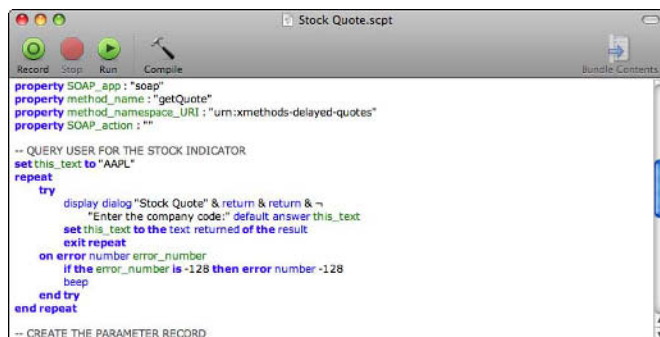 Stock Quote.scpt
Record Stop Run Compile Bundle Contents
property SOAP_app : "soap"
property method_name : "getQuote"
property method_namespace_URI : "urn:xmethods-delayed-quotes"
property SOAP_action : ""
-- QUERY USER FOR THE STOCK INDICATOR
set this_text to "AAPL"
repeat
try
display dialog "Stock Quote" & return & return & ¬
"Enter the company code:" default answer this_text
set this_text to the text returned of the result
exit repeat
on error number error_number
if the error_number is -128 then error number -128
beep
end try
end repeat
-- CREATE THE PARAMETER RECORD